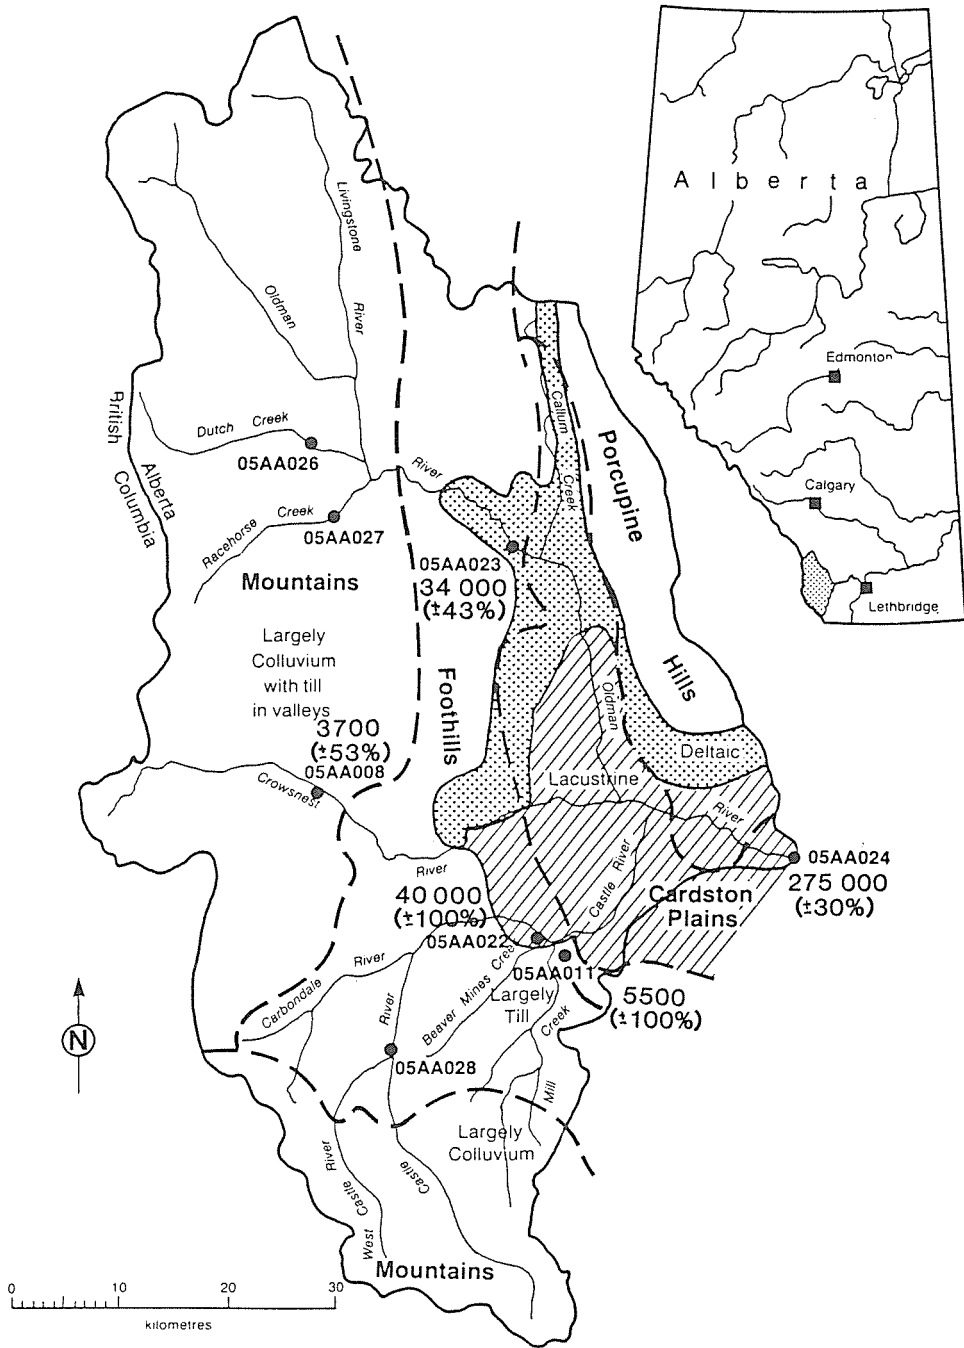 Alberta
Edmonton
Calgary
Lethbridge
Livingstone
River
Oldman
British
Columbia
Alberta
Dutch Creek
05AA026
Racehorse Creek
05AA027
River
Callum
Creek
Porcupine
Hills
05AA023
34 000
(±43%)
Mountains
Largely
Colluvium
with till
in valleys
Foothills
Oldman
3700
(±53%)
05AA008
Crowsnest
River
Deltaic
Lacustrine
River
05AA024
275 000
(±30%)
Castle River
Cardston
Plains
40 000
(±100%)
05AA022
05AA011
5500
(±100%)
Largely
Till
Carbondale River
River
Beaver Mines Creek
Creek
Mill
05AA028
Largely
Colluvium
West Castle River
Castle
Mountains
N
0 10 20 30
kilometres